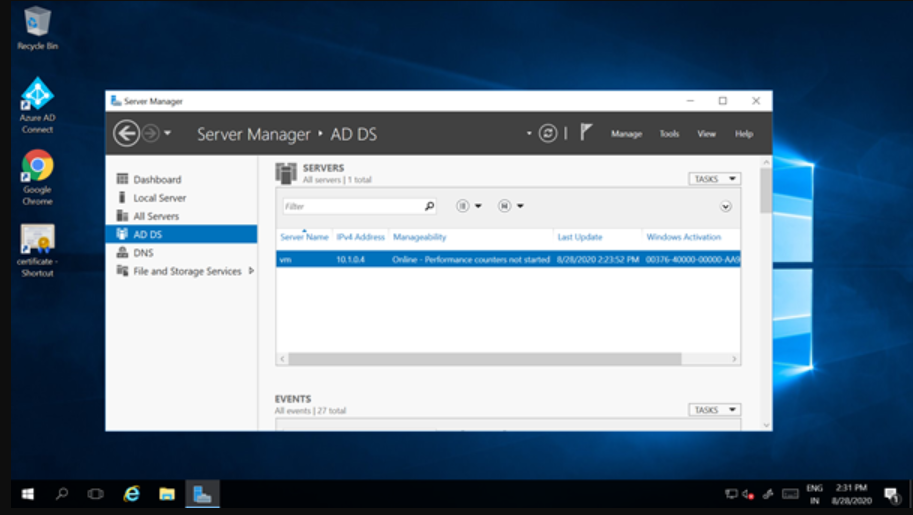 Recycle Bin
Azure AD
Connect
Google
Chrome
certificate -
Shortcut
Server Manager
Server Manager • AD DS
Manage Tools View Help
Dashboard
Local Server
All Servers
AD DS
DNS
File and Storage Services
SERVERS
All servers | 1 total
TASKS
Filter
Server Name IPv4 Address Manageability Last Update Windows Activation
vm 10.1.0.4 Online - Performance counters not started 8/28/2020 2:23:52 PM 00376-40000-00000-AA9
EVENTS
All events | 27 total
TASKS
ENG 2:31 PM
IN 8/28/2020
1